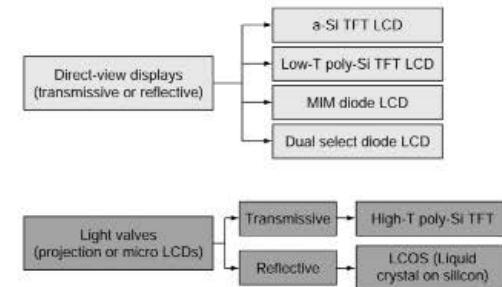 a-Si TFT LCD
Direct-view displays
(transmissive or reflective)
Low-T poly-Si TFT LCD
MIM diode LCD
Dual select diode LCD
Light valves
(projection or micro LCDs)
Transmissive
High-T poly-Si TFT
Reflective
LCOS (Liquid
crystal on silicon)